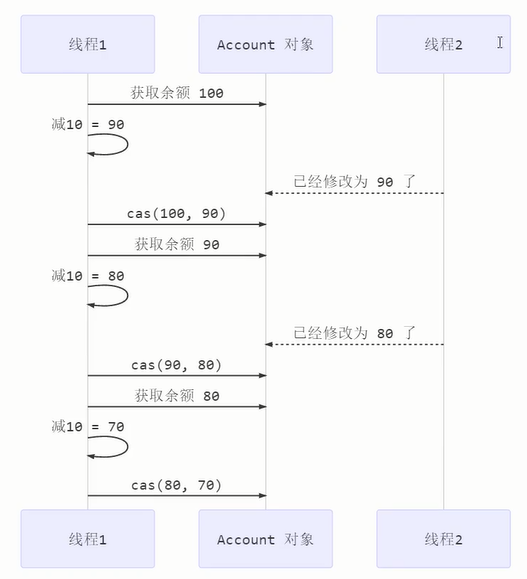 线程1
Account 对象
线程2
获取余额 100
减10 = 90
已经修改为 90 了
cas(100, 90)
获取余额 90
减10 = 80
已经修改为 80 了
cas(90, 80)
获取余额 80
减10 = 70
cas(80, 70)
线程1
Account 对象
线程2